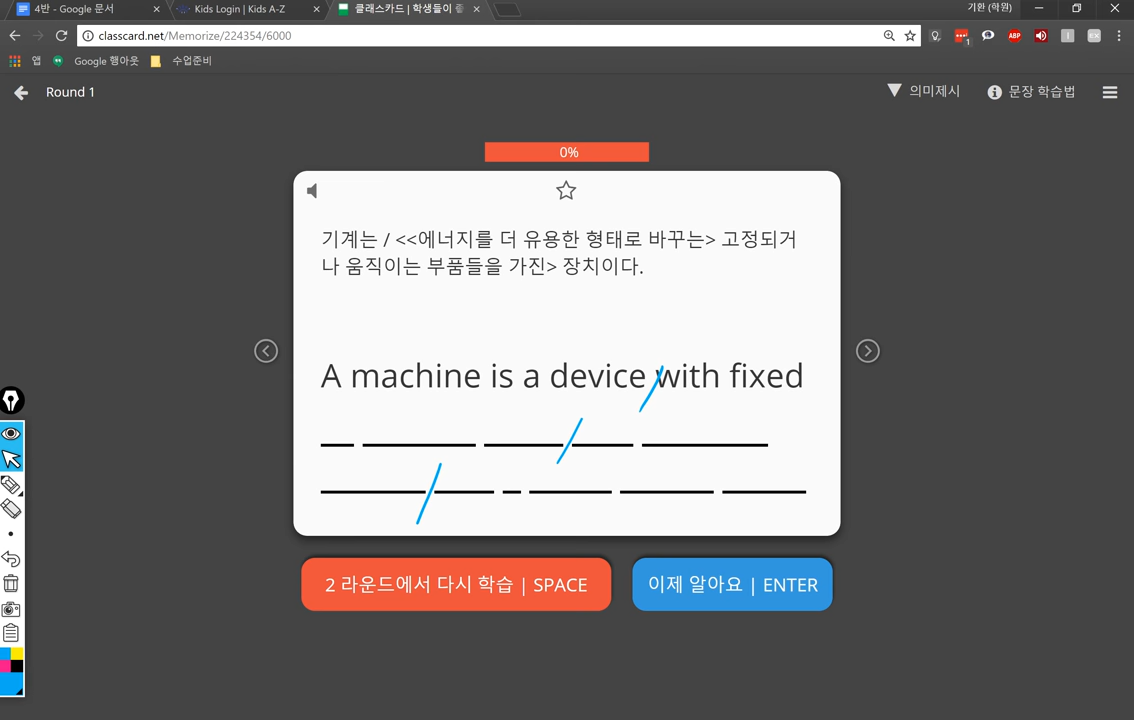 4반 - Google 문서
Kids Login | Kids A-Z
클래스카드 | 학생들이 좋
기환 (학원)
classcard.net/Memorize/224354/6000
1
ABP
앱
Google 행아웃
수업준비
Round 1
의미제시
문장 학습법
0%
기계는 / <<에너지를 더 유용한 형태로 바꾸는> 고정되거
나 움직이는 부품들을 가진> 장치이다.
A machine is a device with fixed
2 라운드에서 다시 학습 | SPACE
이제 알아요 | ENTER